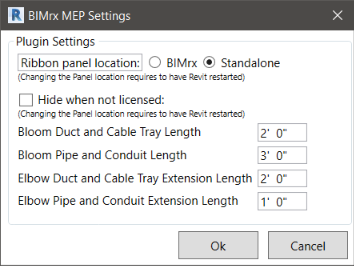 BIMrx MEP Settings
Plugin Settings
Ribbon panel location: BIMrx Standalone
(Changing the Panel location requires to have Revit restarted)
Hide when not licensed:
(Changing the Panel location requires to have Revit restarted)
Bloom Duct and Cable Tray Length 2' 0"
Bloom Pipe and Conduit Length 3' 0"
Elbow Duct and Cable Tray Extension Length 2' 0"
Elbow Pipe and Conduit Extension Length 1' 0"
Ok Cancel